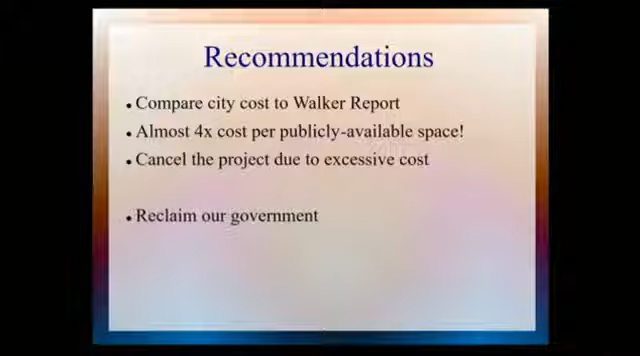 Recommendations
• Compare city cost to Walker Report
• Almost 4x cost per publicly-available space!
• Cancel the project due to excessive cost
• Reclaim our government